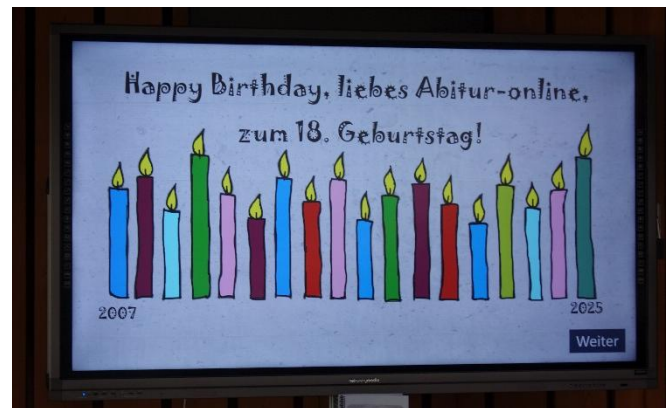 Happy Birthday, liebes Abitur-online,
zum 18. Geburtstag!
2007
2025
Weiter